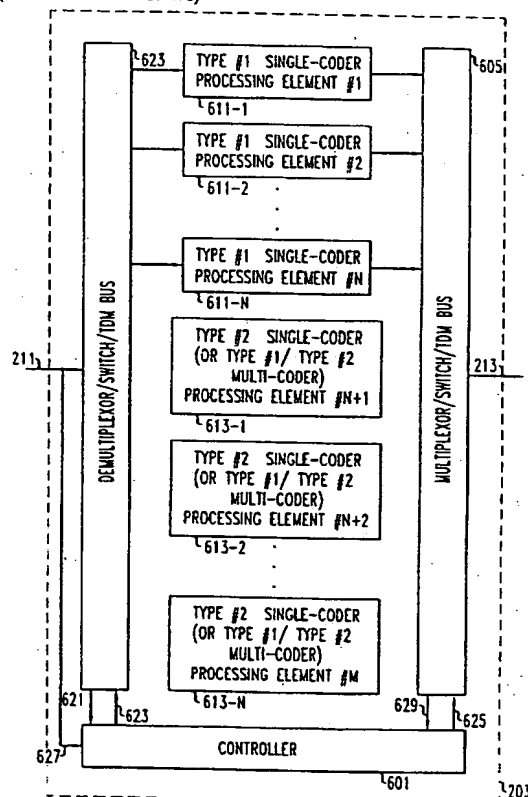 623
605
TYPE #1 SINGLE-CODER
PROCESSING ELEMENT #1
611-1
TYPE #1 SINGLE-CODER
PROCESSING ELEMENT #2
611-2
TYPE #1 SINGLE-CODER
PROCESSING ELEMENT #N
611-N
211
DEMULTIPLEXOR/SWITCH/TDM BUS
TYPE #2 SINGLE-CODER
(OR TYPE #1/ TYPE #2
MULTI-CODER)
PROCESSING ELEMENT #N+1
613-1
MULTIPLEXOR/SWITCH/TDM BUS
213
TYPE #2 SINGLE-CODER
(OR TYPE #1/ TYPE #2
MULTI-CODER)
PROCESSING ELEMENT #N+2
613-2
TYPE #2 SINGLE-CODER
(OR TYPE #1/ TYPE #2
MULTI-CODER)
PROCESSING ELEMENT #M
613-N
621
623
629
625
627
CONTROLLER
601
203